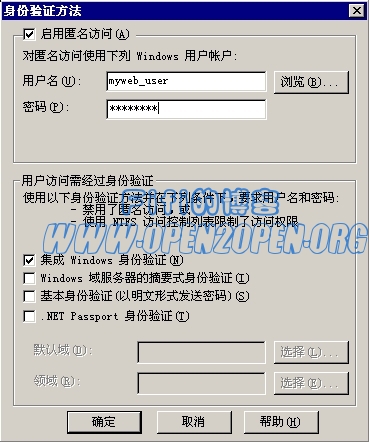 身份验证方法
启用匿名访问(A)
对匿名访问使用下列 Windows 用户帐户:
用户名(U):
myweb_user
浏览(B)...
密码(P):
********
用户访问需经过身份验证
使用以下身份验证方法并在下列条件下,要求用户名和密码:
- 禁用了匿名访问,或
- 使用 NTFS 访问控制列表限制了访问权限
的博客
WWW.OPENZOPEN.ORG
集成 Windows 身份验证(N)
Windows 域服务器的摘要式身份验证(I)
基本身份验证(以明文形式发送密码)(S)
.NET Passport 身份验证(T)
默认域(D):
选择(L)...
领域(R):
选择(E)...
确定
取消
帮助(H)